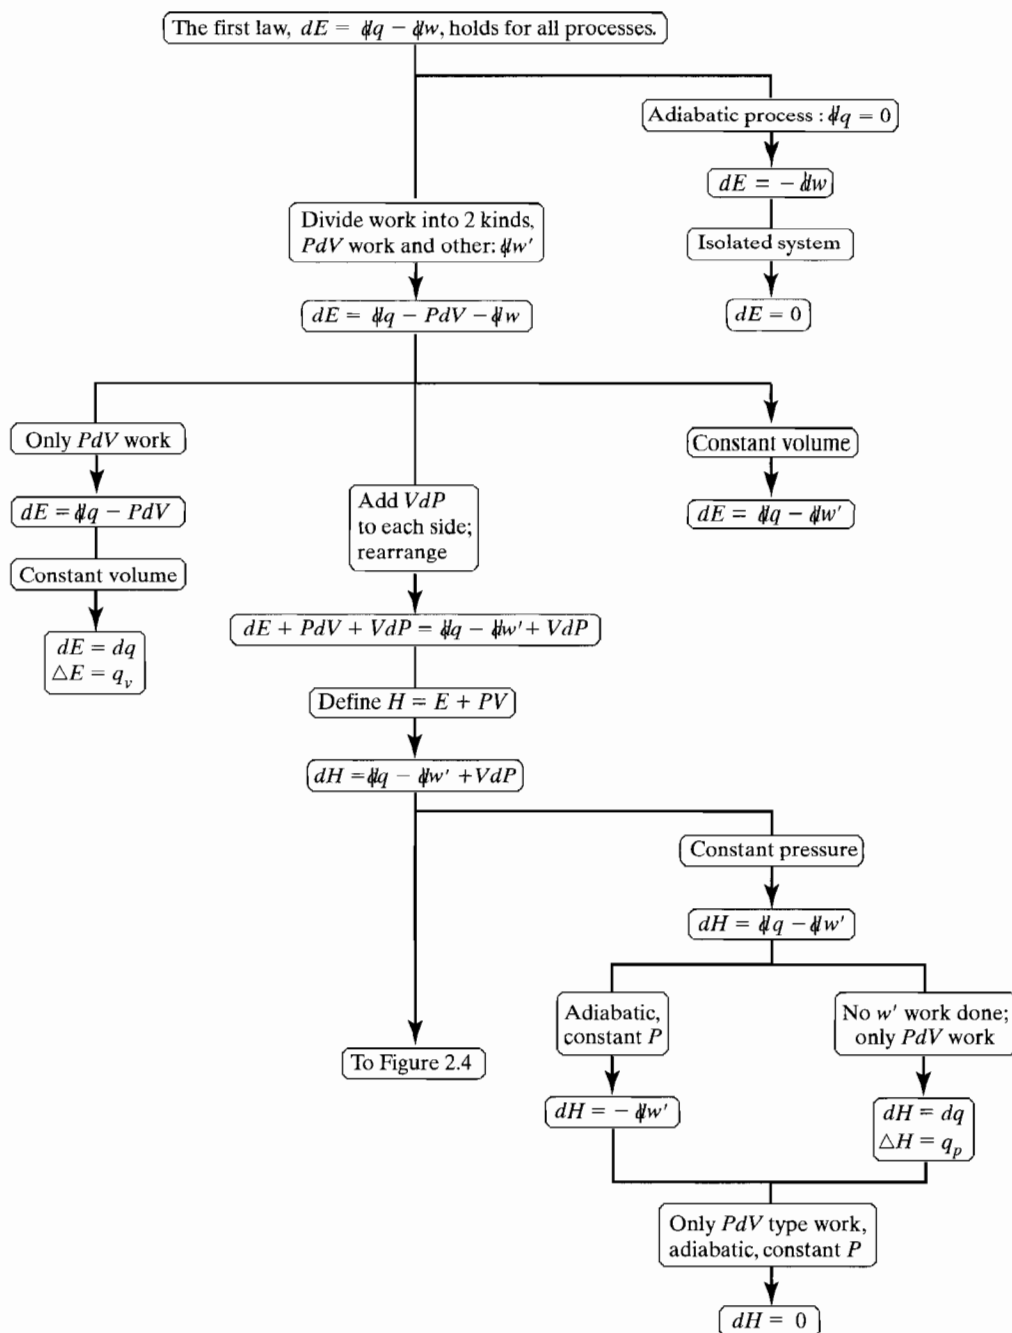 The first law, dE = đq − đw, holds for all processes.
Adiabatic process : đq = 0
dE = − đw
Isolated system
dE = 0
Divide work into 2 kinds,
PdV work and other: đw'
dE = đq − PdV − đw
Only PdV work
dE = đq − PdV
Constant volume
dE = dq
△E = qᵥ
Add VdP
to each side;
rearrange
dE + PdV + VdP = đq − đw' + VdP
Define H = E + PV
dH = đq − đw' + VdP
Constant volume
dE = đq − đw'
To Figure 2.4
Constant pressure
dH = đq − đw'
Adiabatic,
constant P
dH = − đw'
No w' work done;
only PdV work
dH = dq
△H = qₚ
Only PdV type work,
adiabatic, constant P
dH = 0